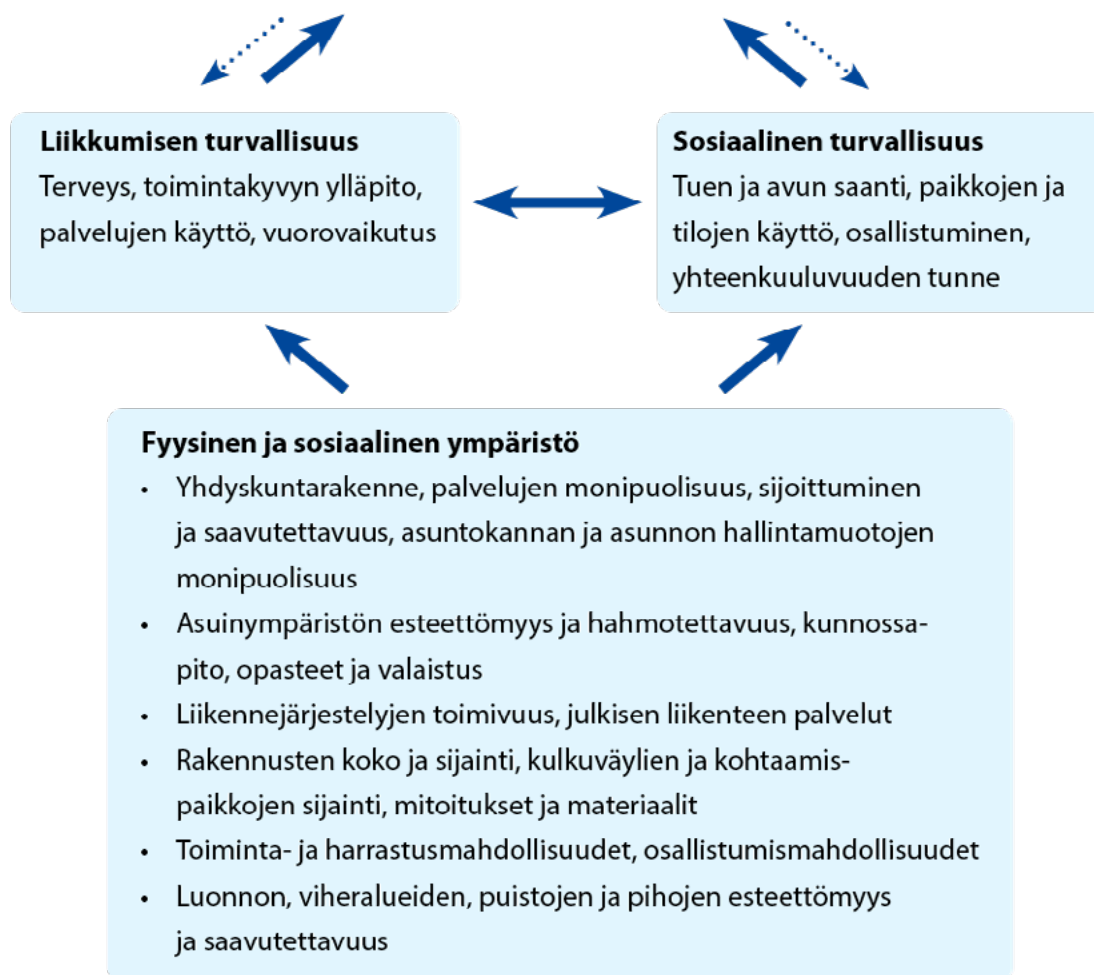 Liikkumisen turvallisuus
Terveys, toimintakyvyn ylläpito,
palvelujen käyttö, vuorovaikutus
Sosiaalinen turvallisuus
Tuen ja avun saanti, paikkojen ja
tilojen käyttö, osallistuminen,
yhteenkuuluvuuden tunne
Fyysinen ja sosiaalinen ympäristö
• Yhdyskuntarakenne, palvelujen monipuolisuus, sijoittuminen
ja saavutettavuus, asuntokannan ja asunnon hallintamuotojen
monipuolisuus
• Asuinympäristön esteettömyys ja hahmotettavuus, kunnossa-
pito, opasteet ja valaistus
• Liikennejärjestelyjen toimivuus, julkisen liikenteen palvelut
• Rakennusten koko ja sijainti, kulkuväylien ja kohtaamis-
paikkojen sijainti, mitoitukset ja materiaalit
• Toiminta- ja harrastusmahdollisuudet, osallistumismahdollisuudet
• Luonnon, viheralueiden, puistojen ja pihojen esteettömyys
ja saavutettavuus